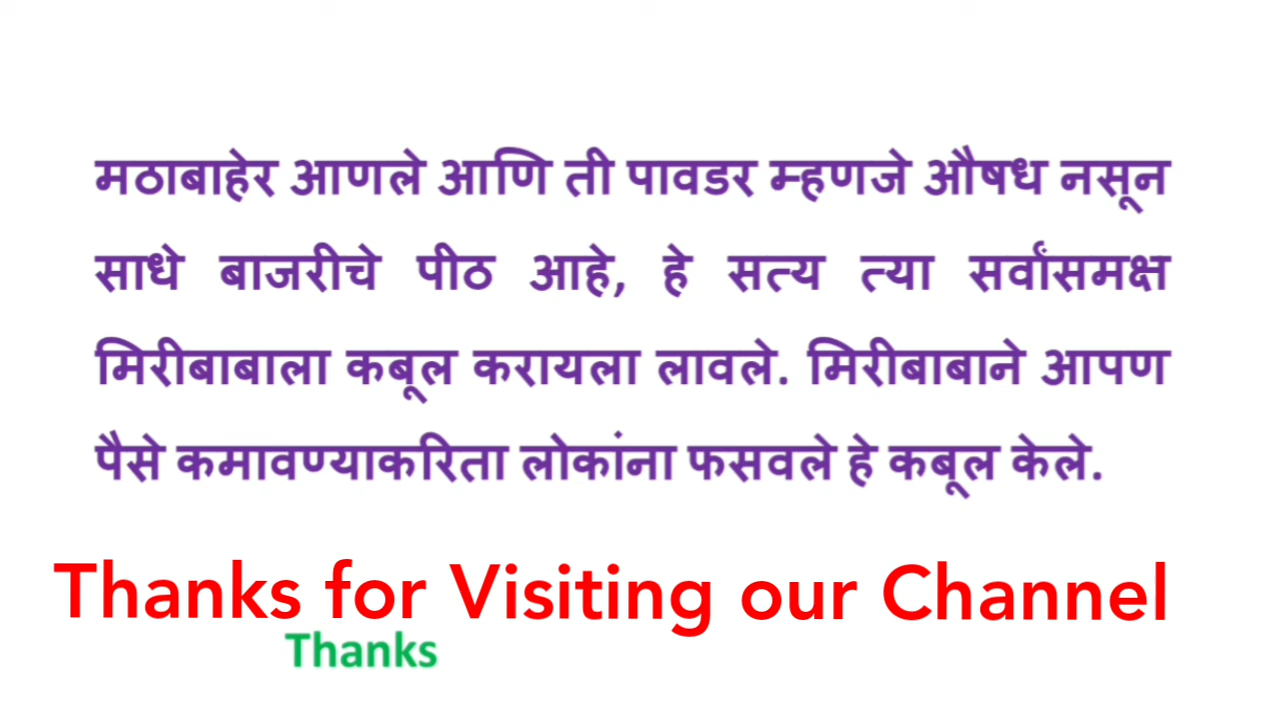 मठाबाहेर आणले आणि ती पावडर म्हणजे औषध नसून
साधे बाजरीचे पीठ आहे, हे सत्य त्या सर्वांसमक्ष
मिरीबाबाला कबूल करायला लावले. मिरीबाबाने आपण
पैसे कमावण्याकरिता लोकांना फसवले हे कबूल केले.
Thanks for Visiting our Channel
Thanks